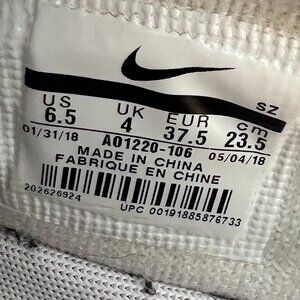 SZ
US UK EUR cm
6.5 4 37.5 23.5
01/31/18 AO1220-106 05/04/18
MADE IN CHINA
FABRIQUE EN CHINE
202626924
UPC 00191885876733